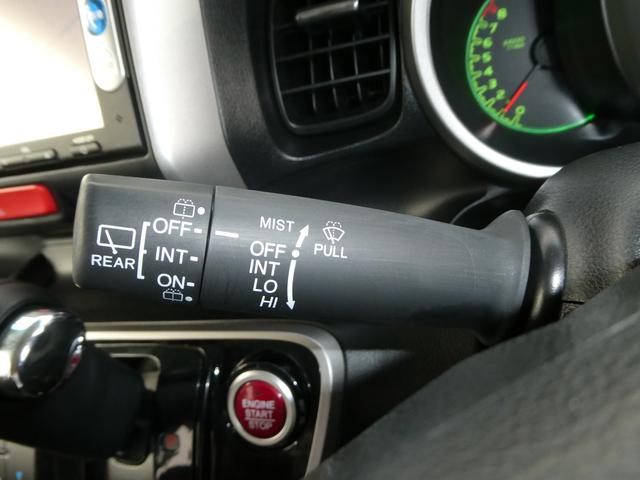 MIST
OFF
OFF
PULL
INT
INT
REAR
ON
LO
HI
ENGINE
START
STOP